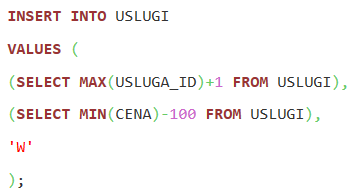 INSERT INTO USLUGI
VALUES (
(SELECT MAX(USLUGA_ID)+1 FROM USLUGI),
(SELECT MIN(CENA)-100 FROM USLUGI),
'W'
);